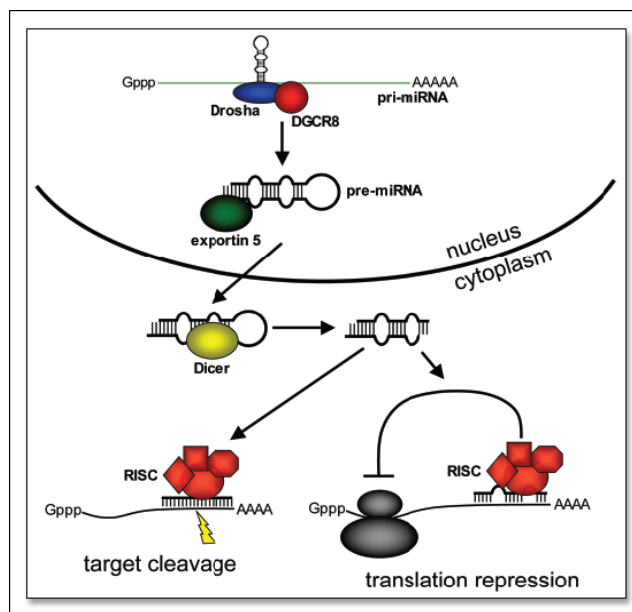 Gppp
AAAAA
pri-miRNA
Drosha
DGCR8
pre-miRNA
exportin 5
nucleus
cytoplasm
Dicer
RISC
RISC
Gppp
AAAA
Gppp
AAAA
target cleavage
translation repression